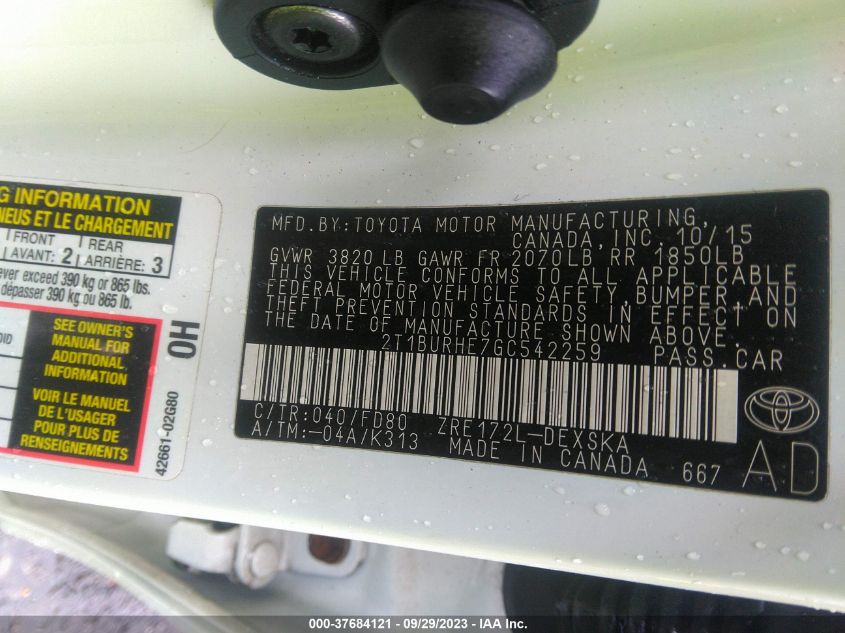 G INFORMATION
NEUS ET LE CHARGEMENT
FRONT REAR
AVANT: 2 ARRIÈRE: 3
ever exceed 390 kg or 865 lbs.
dépasser 390 kg ou 865 lb.
SEE OWNER'S
MANUAL FOR
ADDITIONAL
INFORMATION
VOIR LE MANUEL
DE L'USAGER
POUR PLUS DE
RENSEIGNEMENTS
0H
42661-02G80
MFD.BY:TOYOTA MOTOR MANUFACTURING,
CANADA, INC. 10/15
GVWR 3820 LB GAWR FR 2070LB RR 1850LB
THIS VEHICLE CONFORMS TO ALL APPLICABLE
FEDERAL MOTOR VEHICLE SAFETY, BUMPER, AND
THEFT PREVENTION STANDARDS IN EFFECT ON
THE DATE OF MANUFACTURE SHOWN ABOVE.
2T1BURHE7GC542259 PASS.CAR
C/TR:040/FD80 ZRE172L-DEXSKA
A/TM:-04A/K313 MADE IN CANADA 667
AD
000-37684121 - 09/29/2023 - IAA Inc.